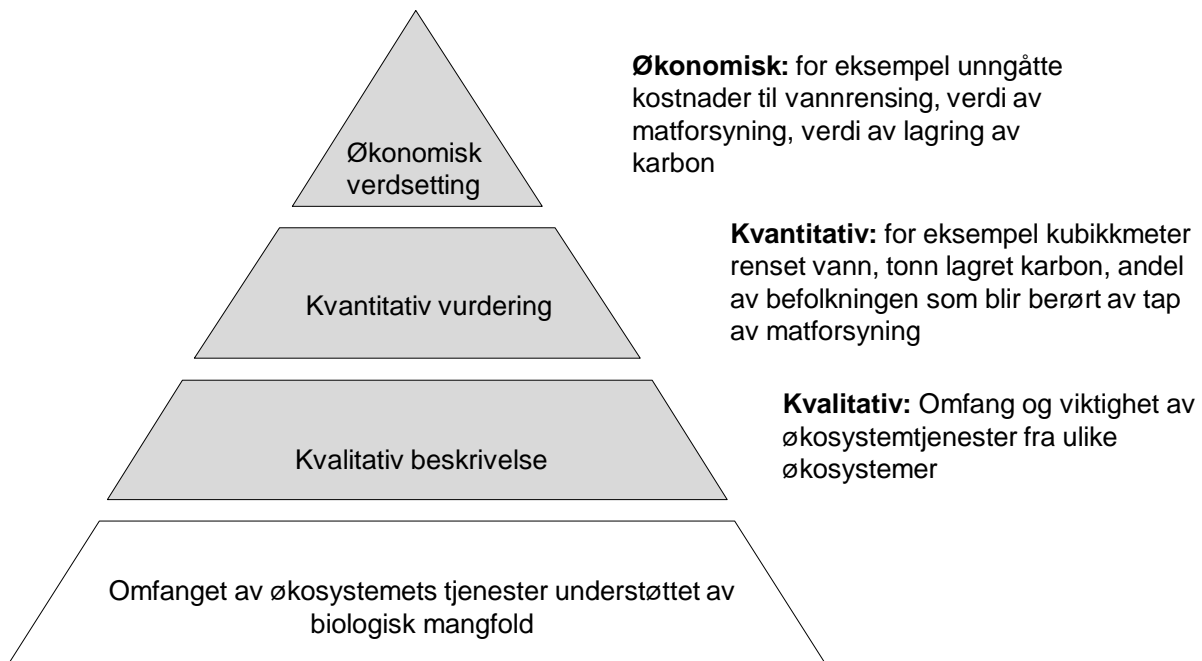 Økonomisk
verdsetting
Økonomisk: for eksempel unngåtte
kostnader til vannrensing, verdi av
matforsyning, verdi av lagring av
karbon
Kvantitativ vurdering
Kvantitativ: for eksempel kubikkmeter
renset vann, tonn lagret karbon, andel
av befolkningen som blir berørt av tap
av matforsyning
Kvalitativ beskrivelse
Kvalitativ: Omfang og viktighet av
økosystemtjenester fra ulike
økosystemer
Omfanget av økosystemets tjenester understøttet av
biologisk mangfold